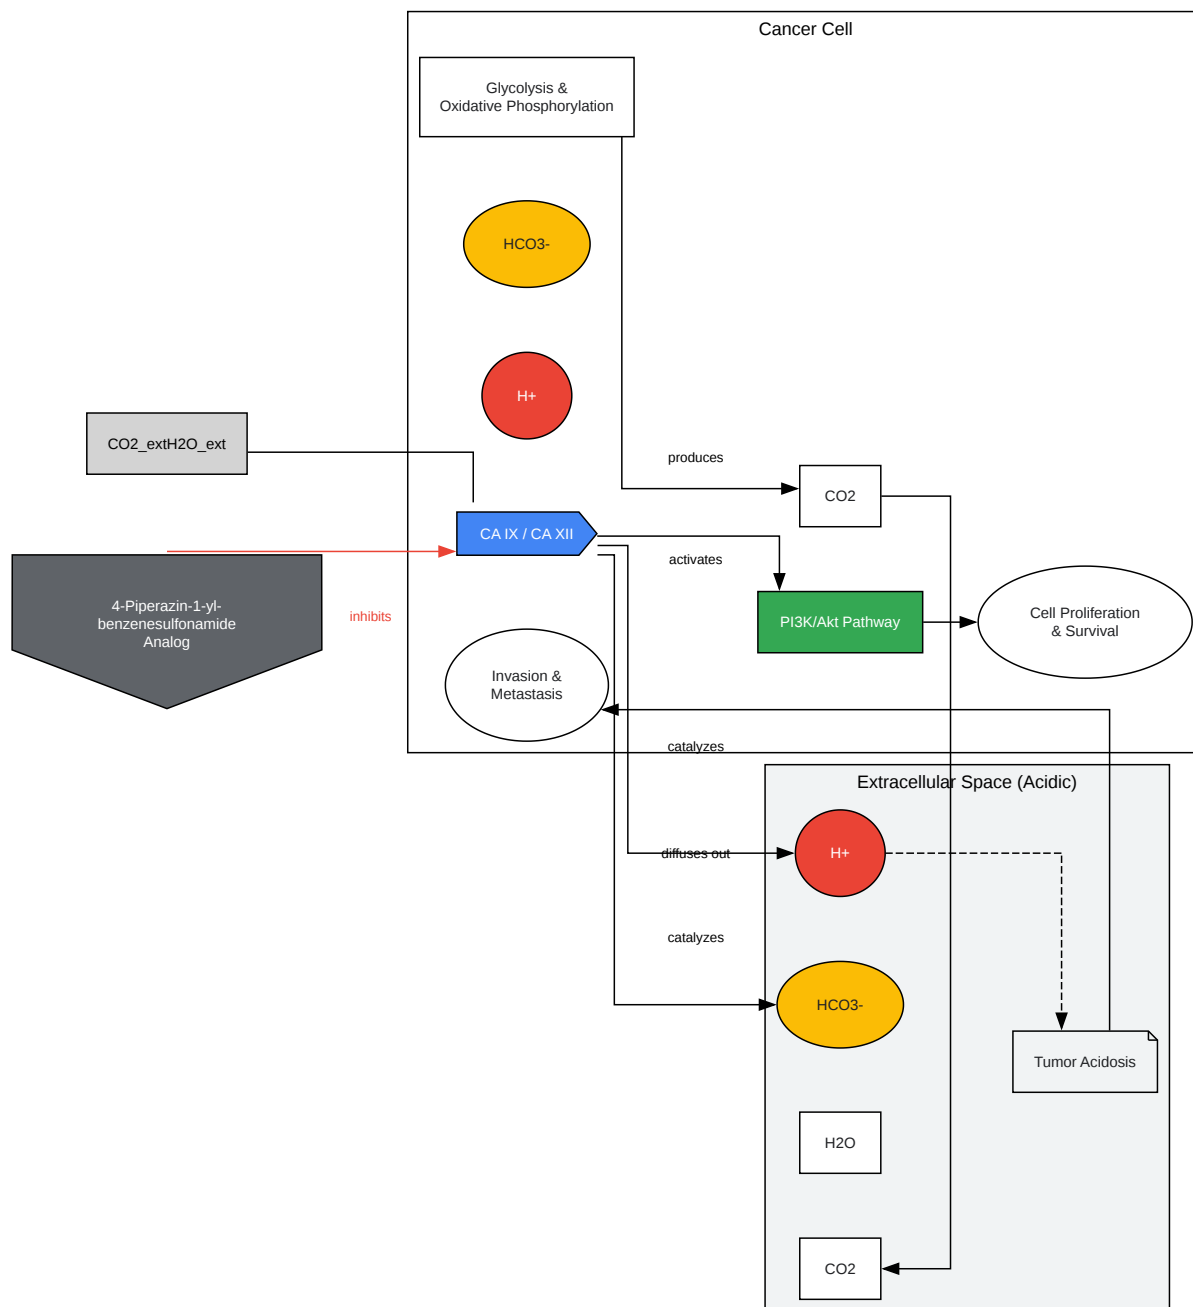 Cancer Cell
Glycolysis &
Oxidative Phosphorylation
HCO3-
H+
CO2_extH2O_ext
produces
CO2
CA IX / CA XII
activates
4-Piperazin-1-yl-
benzenesulfonamide
Analog
inhibits
PI3K/Akt Pathway
Cell Proliferation
& Survival
Invasion &
Metastasis
catalyzes
Extracellular Space (Acidic)
H+
diffuses out
catalyzes
HCO3-
Tumor Acidosis
H2O
CO2